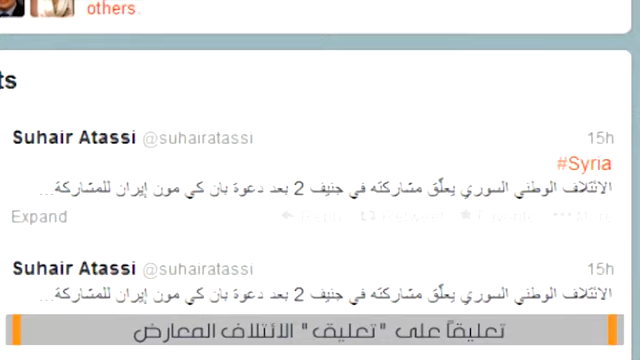 others.
ts
Suhair Atassi @suhairatassi 15h
#Syria
الائتلاف الوطني السوري يعلّق مشاركته في جنيف 2 بعد دعوة بان كي مون إيران للمشاركة...
Expand
Suhair Atassi @suhairatassi 15h
الائتلاف الوطني السوري يعلّق مشاركته في جنيف 2 بعد دعوة بان كي مون إيران للمشاركة...
تعليقاً على "تعليق" الائتلاف المعارض